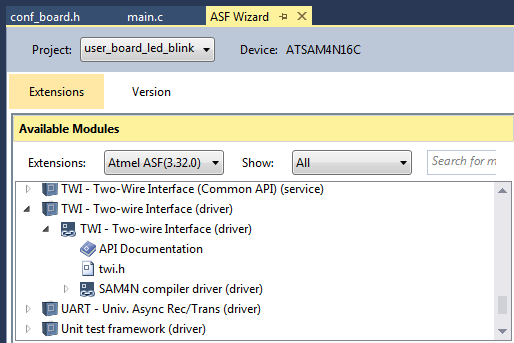 conf_board.h main.c ASF Wizard
Project: user_board_led_blink Device: ATSAM4N16C
Extensions Version
Available Modules
Extensions: Atmel ASF(3.32.0) Show: All Search for m
TWI - Two-Wire Interface (Common API) (service)
TWI - Two-wire Interface (driver)
TWI - Two-wire Interface (driver)
API Documentation
twi.h
SAM4N compiler driver (driver)
UART - Univ. Async Rec/Trans (driver)
Unit test framework (driver)